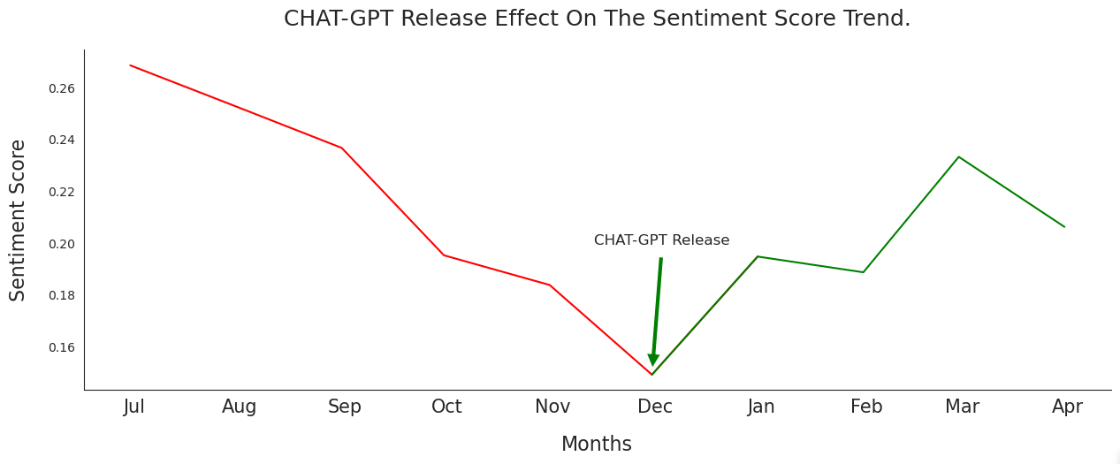 CHAT-GPT Release Effect On The Sentiment Score Trend.
0.26
0.24
0.22
0.20
0.18
0.16
Sentiment Score
CHAT-GPT Release
Jul Aug Sep Oct Nov Dec Jan Feb Mar Apr
Months